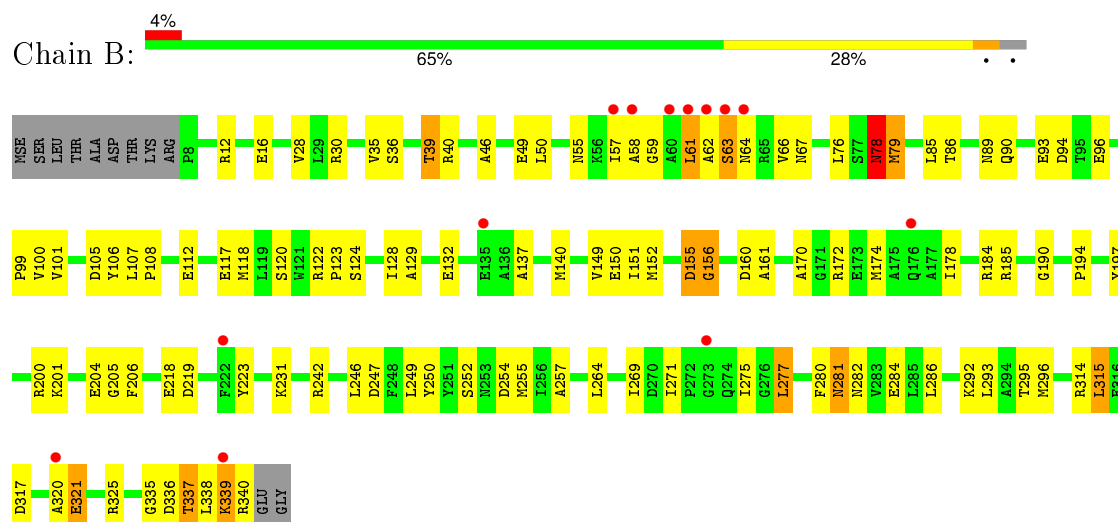 4%
Chain B:
65% 28% • •
MSE SER LEU THR ALA ASP THR LYS ARG P8 R12 E16 V28 L29 R30 V35 S36 T39 R40 A46 E49 L50 N55 K56 I57 A58 G59 A60 L61 A62 S63 N64 R65 V66 N67 L76 S77 N78 M79 L85 T86 N89 Q90 E93 D94 T95 E96
P99 V100 V101 D105 Y106 L107 P108 E112 E117 M118 L119 S120 W121 R122 P123 S124 I128 A129 E132 E135 A136 A137 M140 V149 E150 I151 M152 D155 G156 D160 A161 A170 G171 R172 E173 M174 A175 Q176 A177 I178 R184 R185 G190 P194 Y197
R200 K201 E204 G205 F206 E218 D219 F222 Y223 K231 R242 L246 D247 F248 L249 Y250 Y251 S252 N253 D254 M255 I256 A257 L264 I269 D270 I271 P272 G273 Q274 I275 G276 L277 F280 N281 N282 V283 E284 L285 L286 K292 L293 A294 T295 M296 R314 L315 E316
D317 A320 E321 R325 G335 D336 T337 L338 K339 R340 GLU GLY